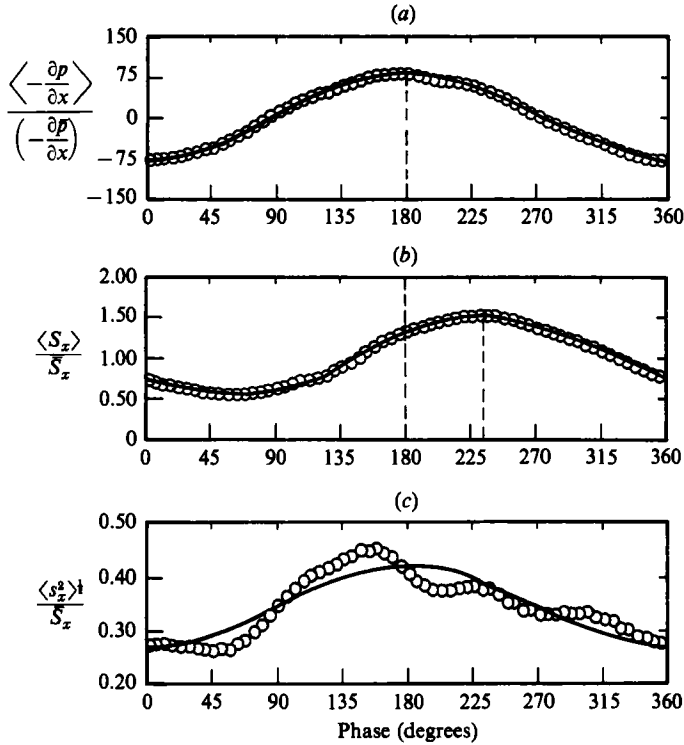 (a)
150
75
0
−75
−150
⟨−∂p/∂x⟩
(−∂p̄/∂x)
0 45 90 135 180 225 270 315 360
(b)
2.00
1.50
1.00
0.50
0
⟨S_x⟩
S̄_x
0 45 90 135 180 225 270 315 360
(c)
0.50
0.40
0.30
0.20
⟨s_x^2⟩^½
S̄_x
0 45 90 135 180 225 270 315 360
Phase (degrees)